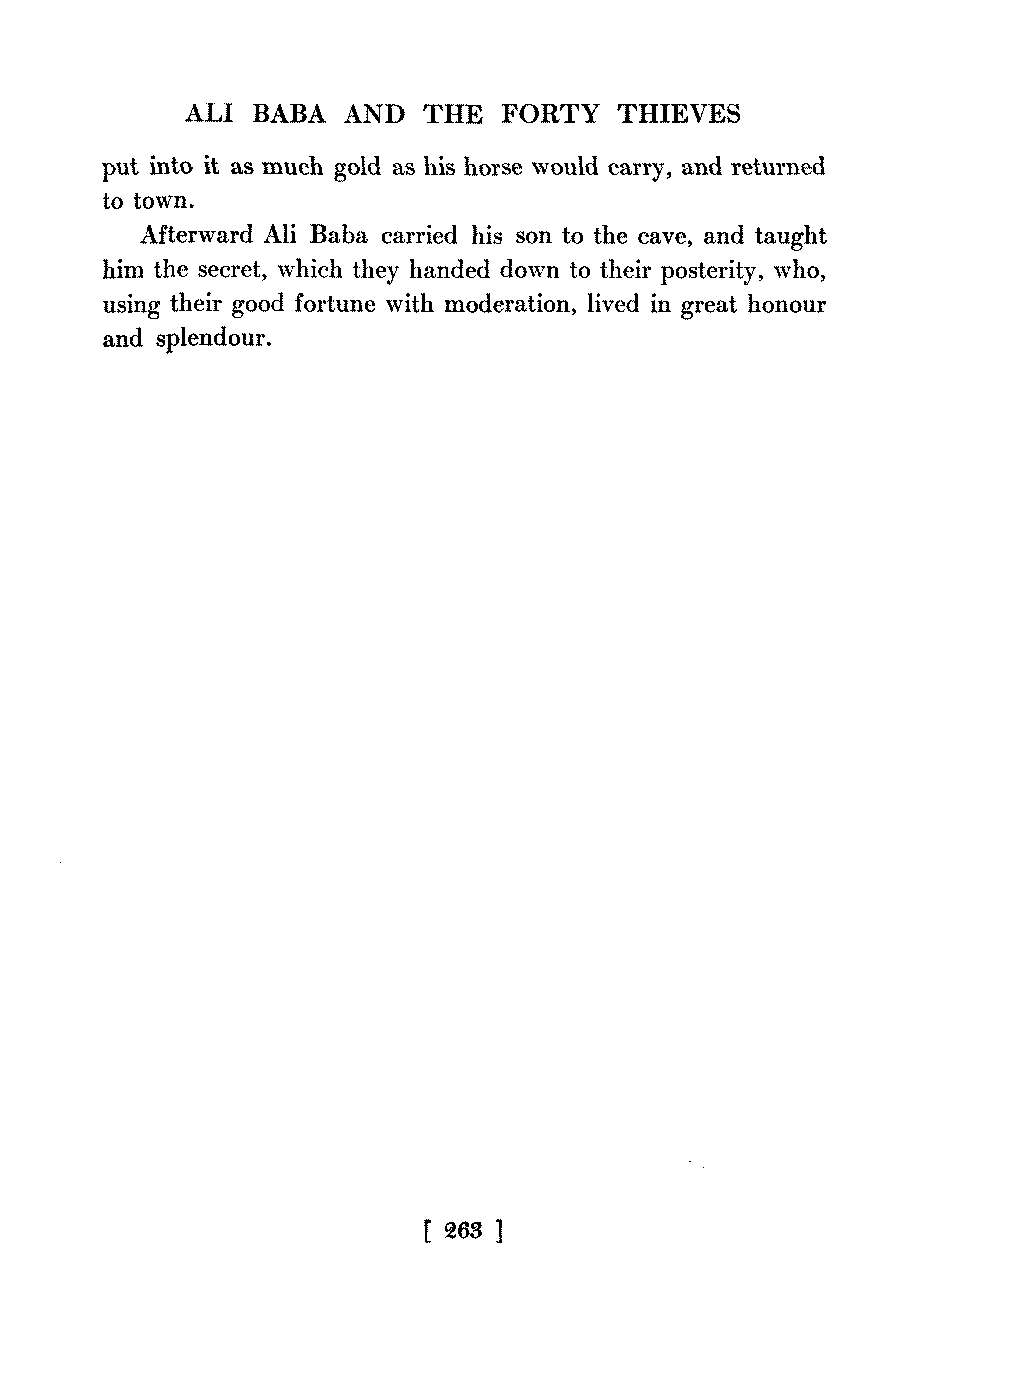 ALI BABA AND THE FORTY THIEVES
put into it as much gold as his horse would carry, and returned
to town.
Afterward Ali Baba carried his son to the cave, and taught
him the secret, which they handed down to their posterity, who,
using their good fortune with moderation, lived in great honour
and splendour.
[ 263 ]